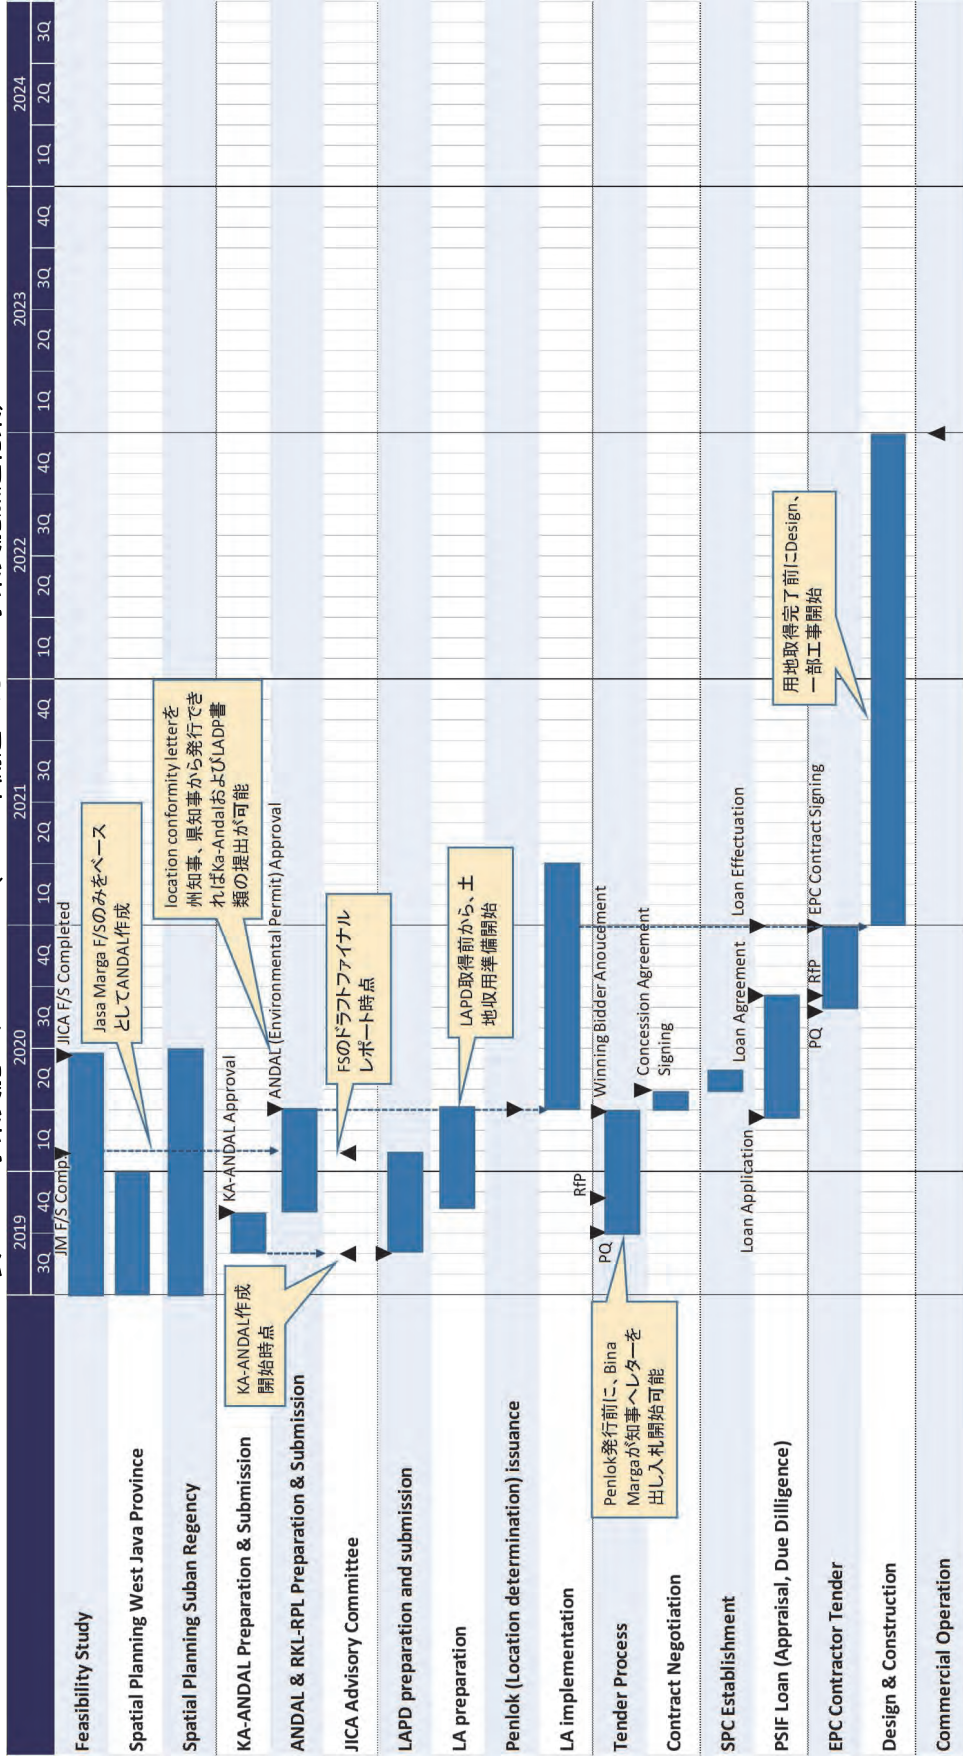 2019 2020 2021 2022 2023 2024
3Q 4Q 1Q 2Q 3Q 4Q 1Q 2Q 3Q 4Q 1Q 2Q 3Q 4Q 1Q 2Q 3Q 4Q 1Q 2Q 3Q
Feasibility Study
JM F/S Comp.
JICA F/S Completed
Spatial Planning West Java Province
Jasa Marga F/Sのみをベース
としてANDAL作成
Spatial Planning Suban Regency
location conformity letterを
州知事、県知事から発行でき
ればKa-AndalおよびLADP書
類の提出が可能
KA-ANDAL Preparation & Submission
KA-ANDAL作成
開始時点
KA-ANDAL Approval
ANDAL & RKL-RPL Preparation & Submission
ANDAL (Environmental Permit) Approval
JICA Advisory Committee
FSのドラフトファイナル
レポート時点
LAPD preparation and submission
LA preparation
LAPD取得前から、土
地収用準備開始
Penlok (Location determination) issuance
LA implementation
Tender Process
PQ
RfP
Winning Bidder Anoucement
Penlok発行前に、Bina
Margaが知事へレターを
出し入札開始可能
Contract Negotiation
Concession Agreement
Signing
SPC Establishment
PSIF Loan (Appraisal, Due Dilligence)
Loan Application
Loan Agreement
Loan Effectuation
EPC Contractor Tender
PQ
RfP
EPC Contract Signing
Design & Construction
用地取得完了前にDesign、
一部工事開始
Commercial Operation